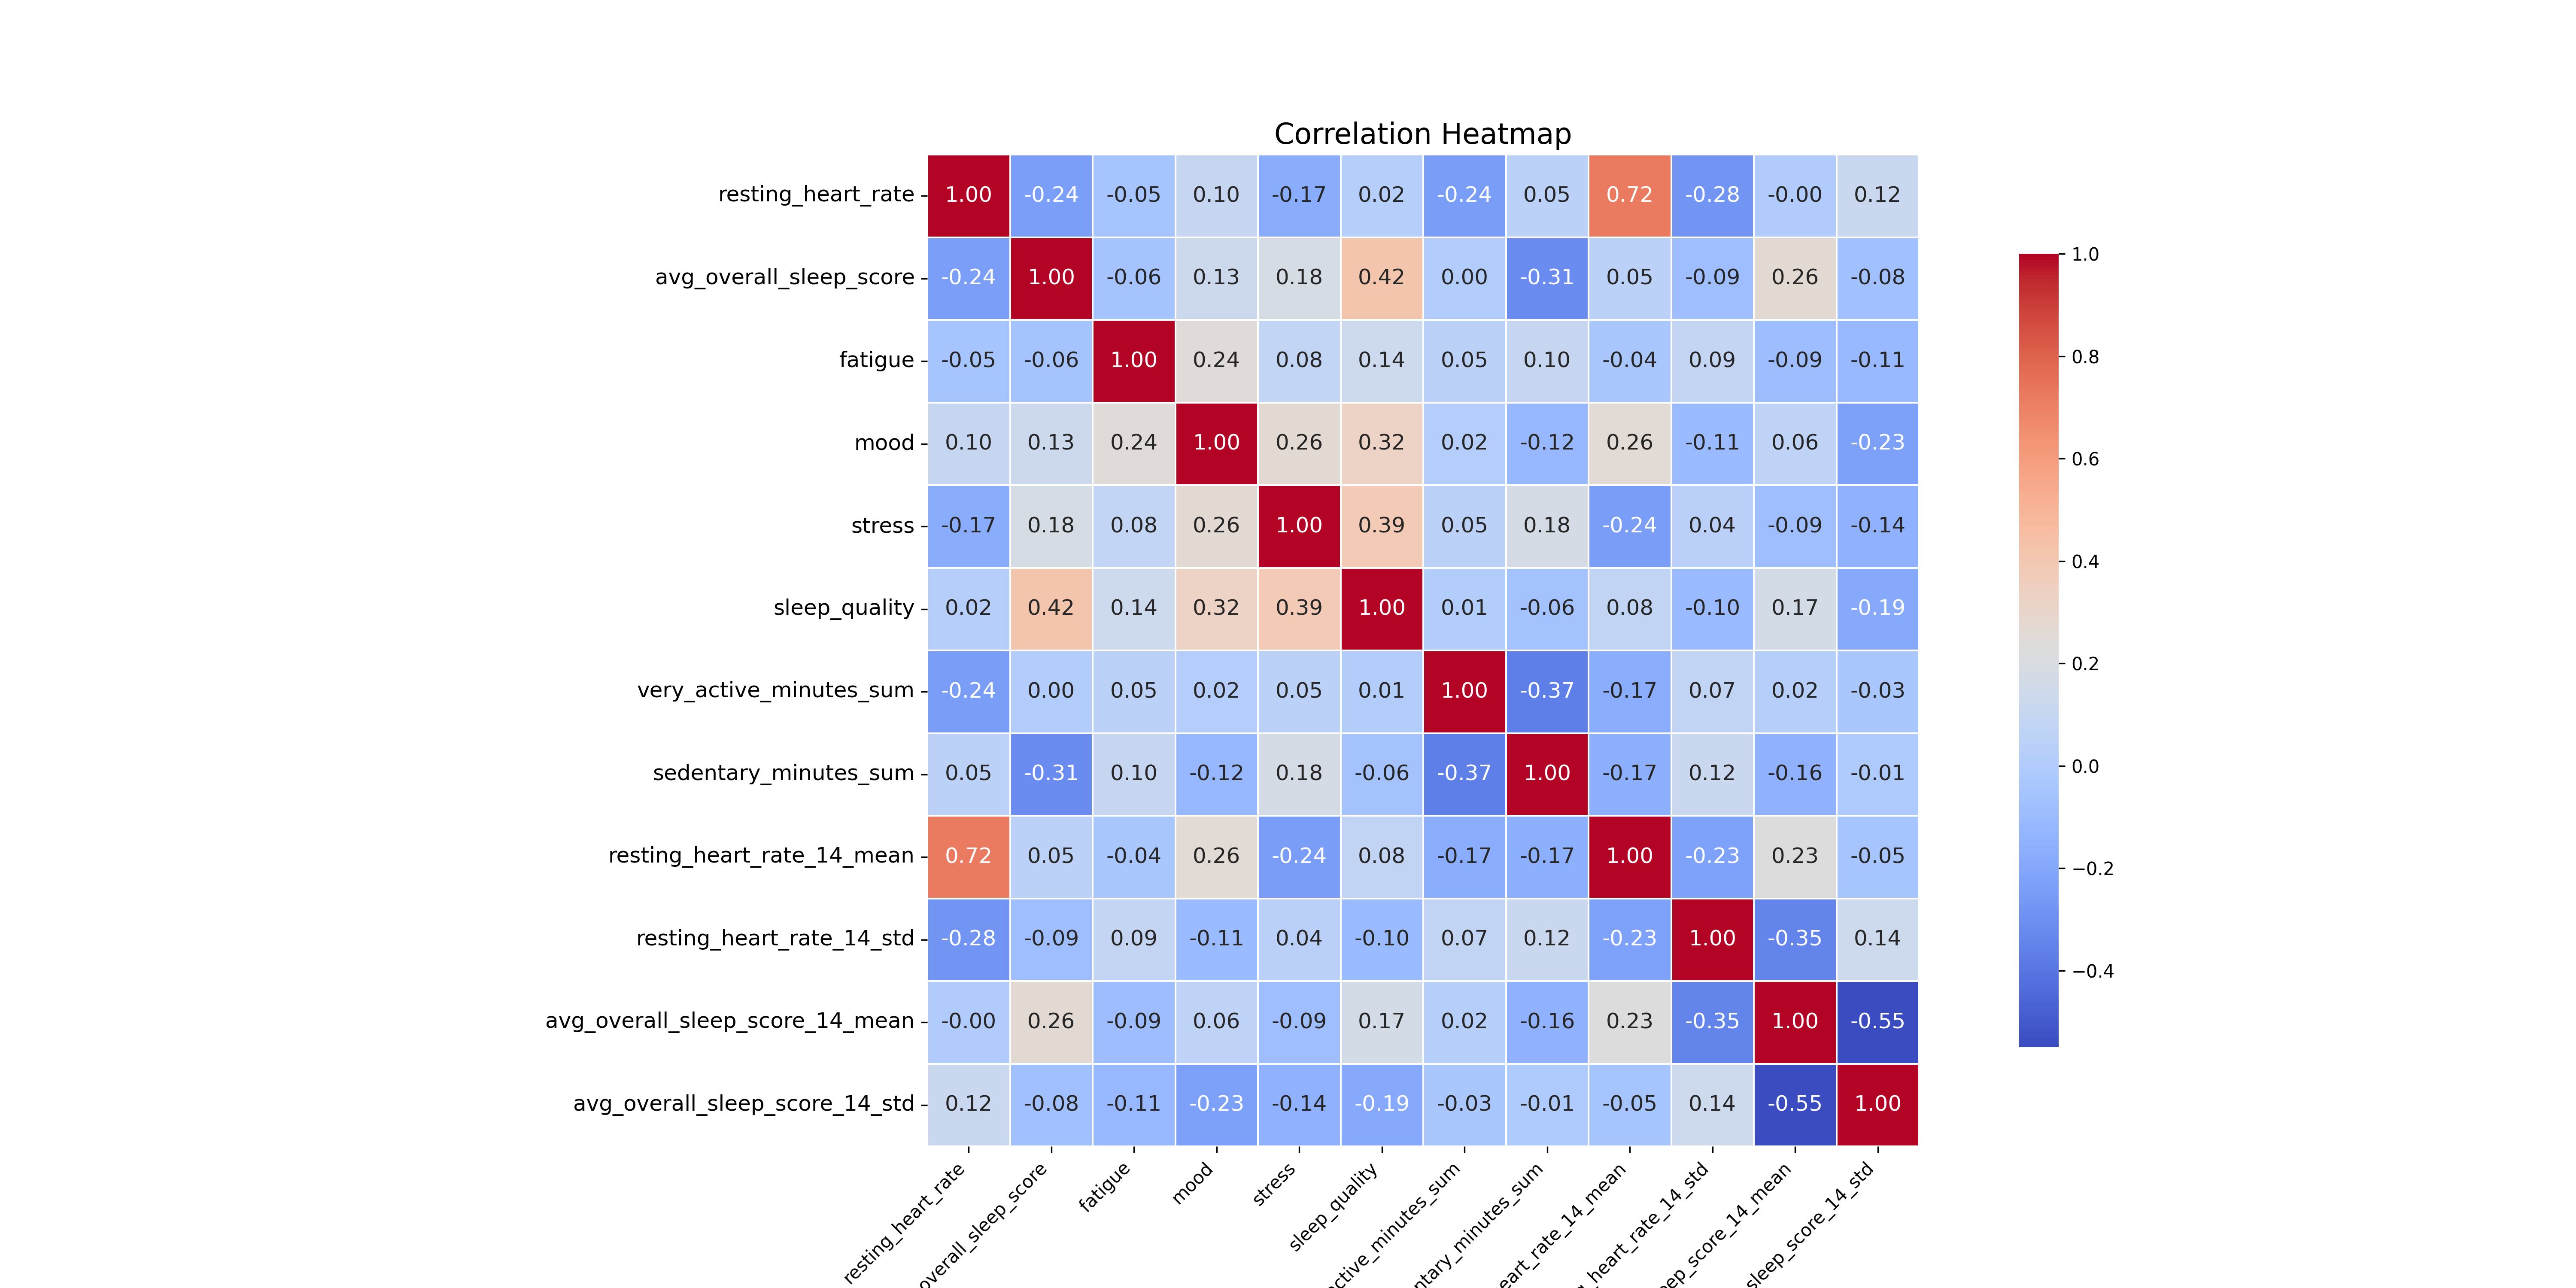 Correlation Heatmap
resting_heart_rate 1.00 -0.24 -0.05 0.10 -0.17 0.02 -0.24 0.05 0.72 -0.28 -0.00 0.12
avg_overall_sleep_score -0.24 1.00 -0.06 0.13 0.18 0.42 0.00 -0.31 0.05 -0.09 0.26 -0.08
fatigue -0.05 -0.06 1.00 0.24 0.08 0.14 0.05 0.10 -0.04 0.09 -0.09 -0.11
mood 0.10 0.13 0.24 1.00 0.26 0.32 0.02 -0.12 0.26 -0.11 0.06 -0.23
stress -0.17 0.18 0.08 0.26 1.00 0.39 0.05 0.18 -0.24 0.04 -0.09 -0.14
sleep_quality 0.02 0.42 0.14 0.32 0.39 1.00 0.01 -0.06 0.08 -0.10 0.17 -0.19
very_active_minutes_sum -0.24 0.00 0.05 0.02 0.05 0.01 1.00 -0.37 -0.17 0.07 0.02 -0.03
sedentary_minutes_sum 0.05 -0.31 0.10 -0.12 0.18 -0.06 -0.37 1.00 -0.17 0.12 -0.16 -0.01
resting_heart_rate_14_mean 0.72 0.05 -0.04 0.26 -0.24 0.08 -0.17 -0.17 1.00 -0.23 0.23 -0.05
resting_heart_rate_14_std -0.28 -0.09 0.09 -0.11 0.04 -0.10 0.07 0.12 -0.23 1.00 -0.35 0.14
avg_overall_sleep_score_14_mean -0.00 0.26 -0.09 0.06 -0.09 0.17 0.02 -0.16 0.23 -0.35 1.00 -0.55
avg_overall_sleep_score_14_std 0.12 -0.08 -0.11 -0.23 -0.14 -0.19 -0.03 -0.01 -0.05 0.14 -0.55 1.00
resting_heart_rate
overall_sleep_score
fatigue
mood
stress
sleep_quality
active_minutes_sum
entary_minutes_sum
heart_rate_14_mean
g_heart_rate_14_std
eep_score_14_mean
sleep_score_14_std
1.0
0.8
0.6
0.4
0.2
0.0
−0.2
−0.4